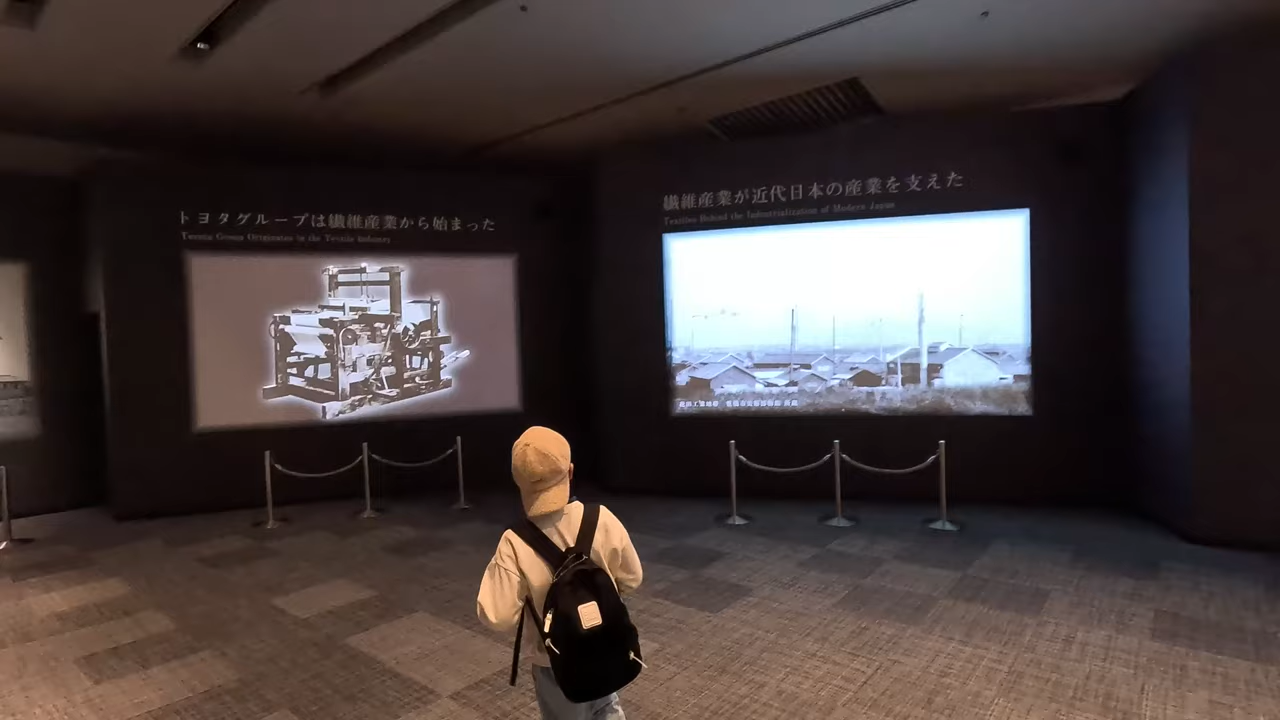 トヨタグループは繊維産業から始まった
Toyota Group Originates in the Textile Industry
繊維産業が近代日本の産業を支えた
Textiles Behind the Industrialization of Modern Japan